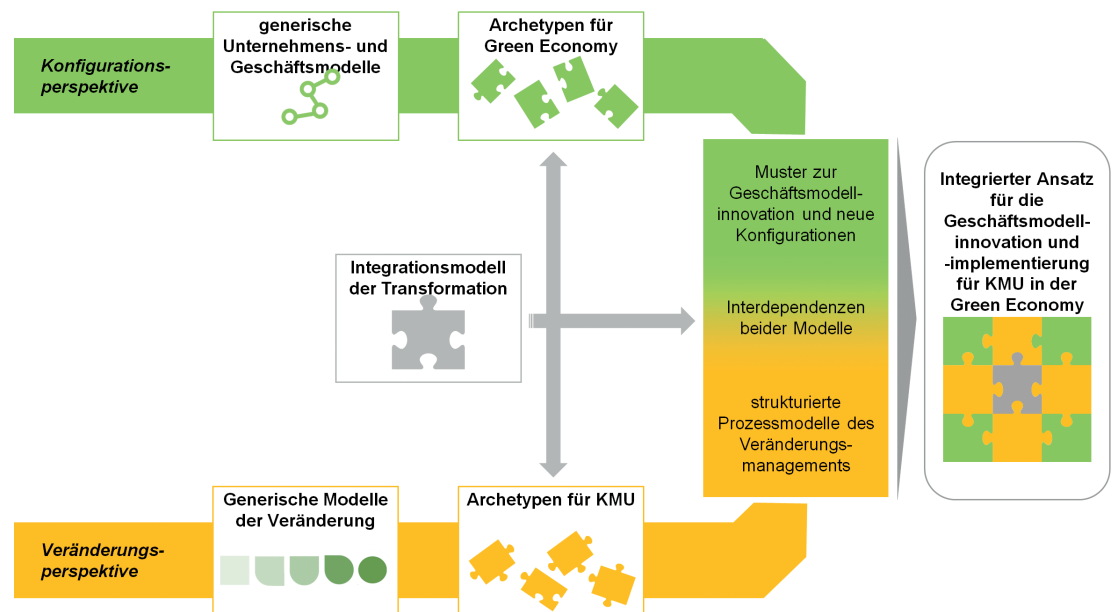 Konfigurations-
perspektive
generische
Unternehmens- und
Geschäftsmodelle
Archetypen für
Green Economy
Integrationsmodell
der Transformation
Muster zur
Geschäftsmodell-
innovation und neue
Konfigurationen
Interdependenzen
beider Modelle
strukturierte
Prozessmodelle des
Veränderungs-
managements
Integrierter Ansatz
für die
Geschäftsmodell-
innovation und
-implementierung
für KMU in der
Green Economy
Veränderungs-
perspektive
Generische Modelle
der Veränderung
Archetypen für KMU